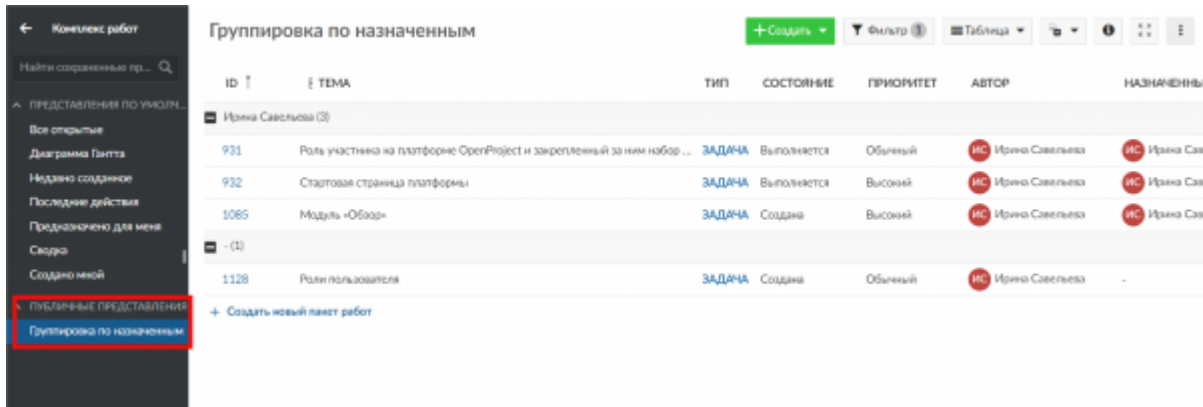 Комплекс работ
Группировка по назначенным
Создать
Фильтр 1
Таблица
Найти сохраненные пр...
ID
ТЕМА
ТИП
СОСТОЯНИЕ
ПРИОРИТЕТ
АВТОР
НАЗНАЧЕННЫ
ПРЕДСТАВЛЕНИЯ ПО УМОЛЧ...
Все открытые
Диаграмма Гантта
Недавно созданное
Последние действия
Предназначено для меня
Сводка
Создано мной
ПУБЛИЧНЫЕ ПРЕДСТАВЛЕНИЯ
Группировка по назначенным
Ирина Савельева (3)
931 Роль участника на платформе OpenProject и закрепленный за ним набор ... ЗАДАЧА Выполняется Обычный ИС Ирина Савельева ИС Ирина Сав
932 Стартовая страница платформы ЗАДАЧА Выполняется Высокий ИС Ирина Савельева ИС Ирина Сав
1085 Модуль «Обзор» ЗАДАЧА Создана Высокий ИС Ирина Савельева ИС Ирина Сав
- (1)
1128 Роли пользователя ЗАДАЧА Создана Обычный ИС Ирина Савельева -
+ Создать новый пакет работ